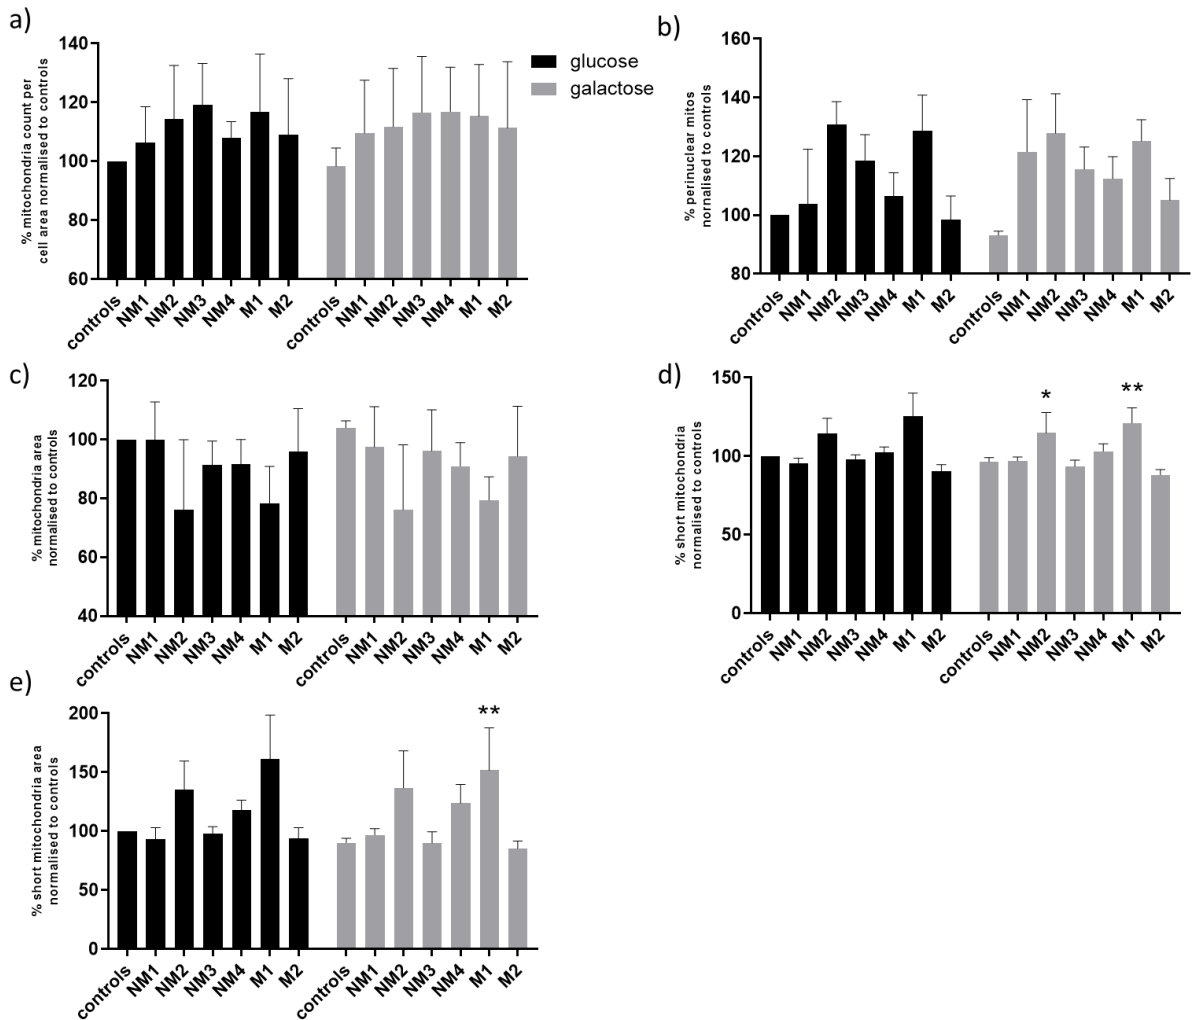 a)
% mitochondria count per
cell area normalised to controls
140
120
100
80
60
controls NM1 NM2 NM3 NM4 M1 M2 controls NM1 NM2 NM3 NM4 M1 M2
glucose
galactose
b)
% perinuclear mitos
nornalised to controls
160
140
120
100
80
controls NM1 NM2 NM3 NM4 M1 M2 controls NM1 NM2 NM3 NM4 M1 M2
c)
% mitochondria area
normalised to controls
120
100
80
60
40
controls NM1 NM2 NM3 NM4 M1 M2 controls NM1 NM2 NM3 NM4 M1 M2
d)
% short mitochondria
normalised to controls
150
100
50
0
* **
controls NM1 NM2 NM3 NM4 M1 M2 controls NM1 NM2 NM3 NM4 M1 M2
e)
% short mitochondria area
normalised to controls
200
150
100
50
0
**
controls NM1 NM2 NM3 NM4 M1 M2 controls NM1 NM2 NM3 NM4 M1 M2